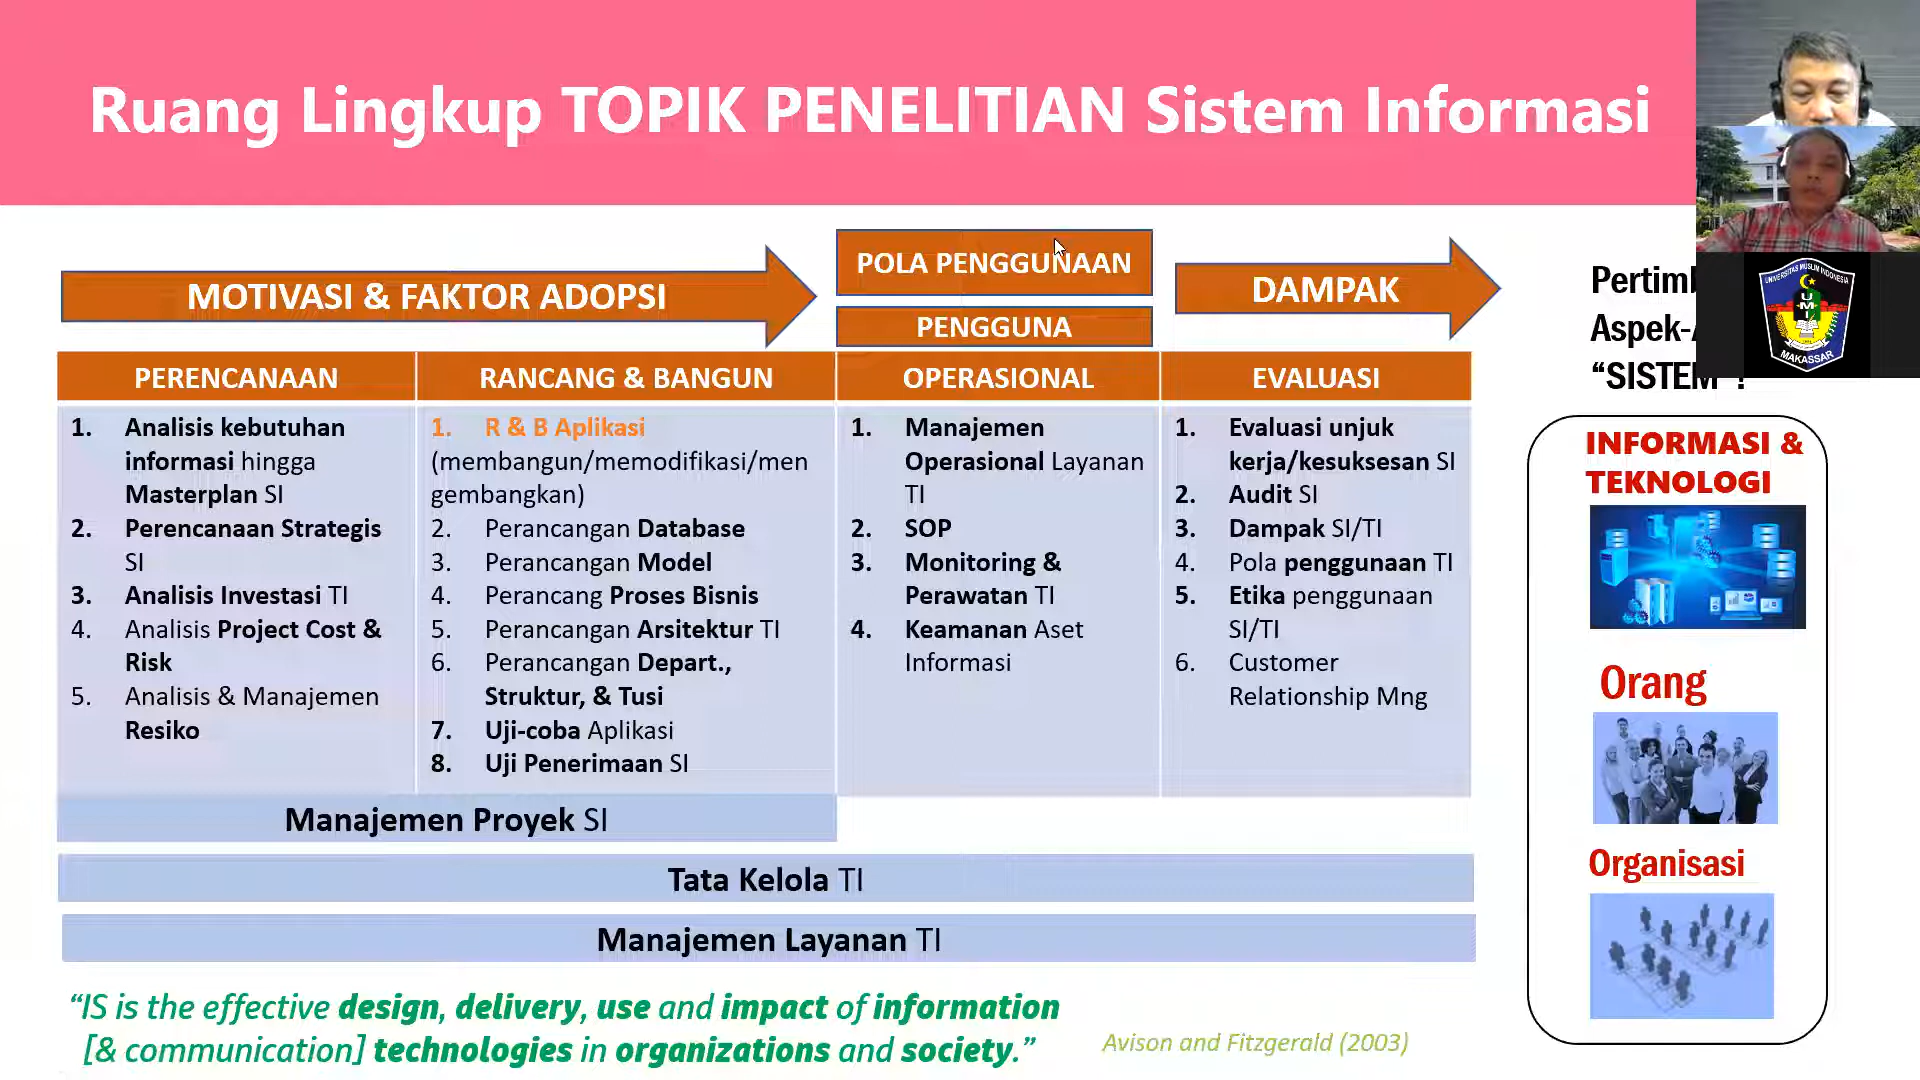 Ruang Lingkup TOPIK PENELITIAN Sistem Informasi
MOTIVASI & FAKTOR ADOPSI
POLA PENGGUNAAN
PENGGUNA
DAMPAK
PERENCANAAN
1. Analisis kebutuhan
informasi hingga
Masterplan SI
2. Perencanaan Strategis
SI
3. Analisis Investasi TI
4. Analisis Project Cost &
Risk
5. Analisis & Manajemen
Resiko
RANCANG & BANGUN
1. R & B Aplikasi
(membangun/memodifikasi/men
gembangkan)
2. Perancangan Database
3. Perancangan Model
4. Perancang Proses Bisnis
5. Perancangan Arsitektur TI
6. Perancangan Depart.,
Struktur, & Tusi
7. Uji-coba Aplikasi
8. Uji Penerimaan SI
OPERASIONAL
1. Manajemen
Operasional Layanan
TI
2. SOP
3. Monitoring &
Perawatan TI
4. Keamanan Aset
Informasi
EVALUASI
1. Evaluasi unjuk
kerja/kesuksesan SI
2. Audit SI
3. Dampak SI/TI
4. Pola penggunaan TI
5. Etika penggunaan
SI/TI
6. Customer
Relationship Mng
Manajemen Proyek SI
Tata Kelola TI
Manajemen Layanan TI
“IS is the effective design, delivery, use and impact of information
[& communication] technologies in organizations and society.”
Avison and Fitzgerald (2003)
Aspek-
“SISTEM”!
INFORMASI &
TEKNOLOGI
Orang
Organisasi
UNIVERSITAS MUSLIM INDONESIA
UMI
MAKASSAR